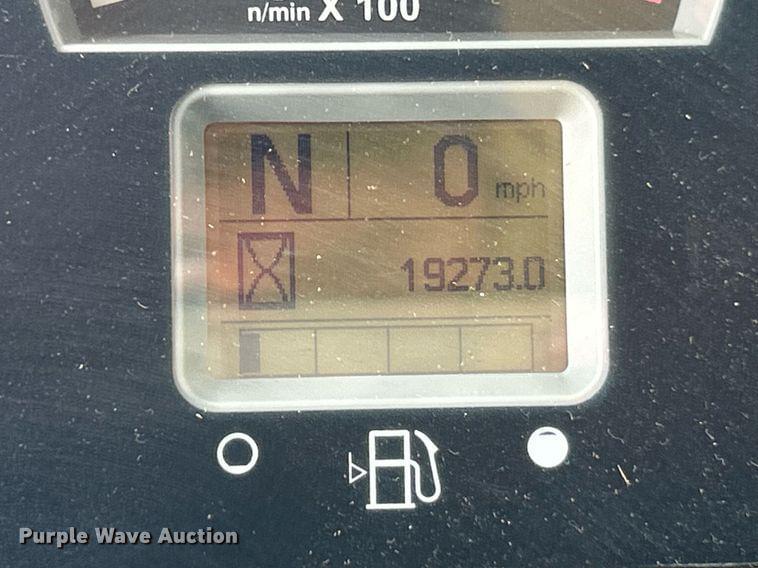 n/min X 100
N 0 mph
19273.0
Purple Wave Auction